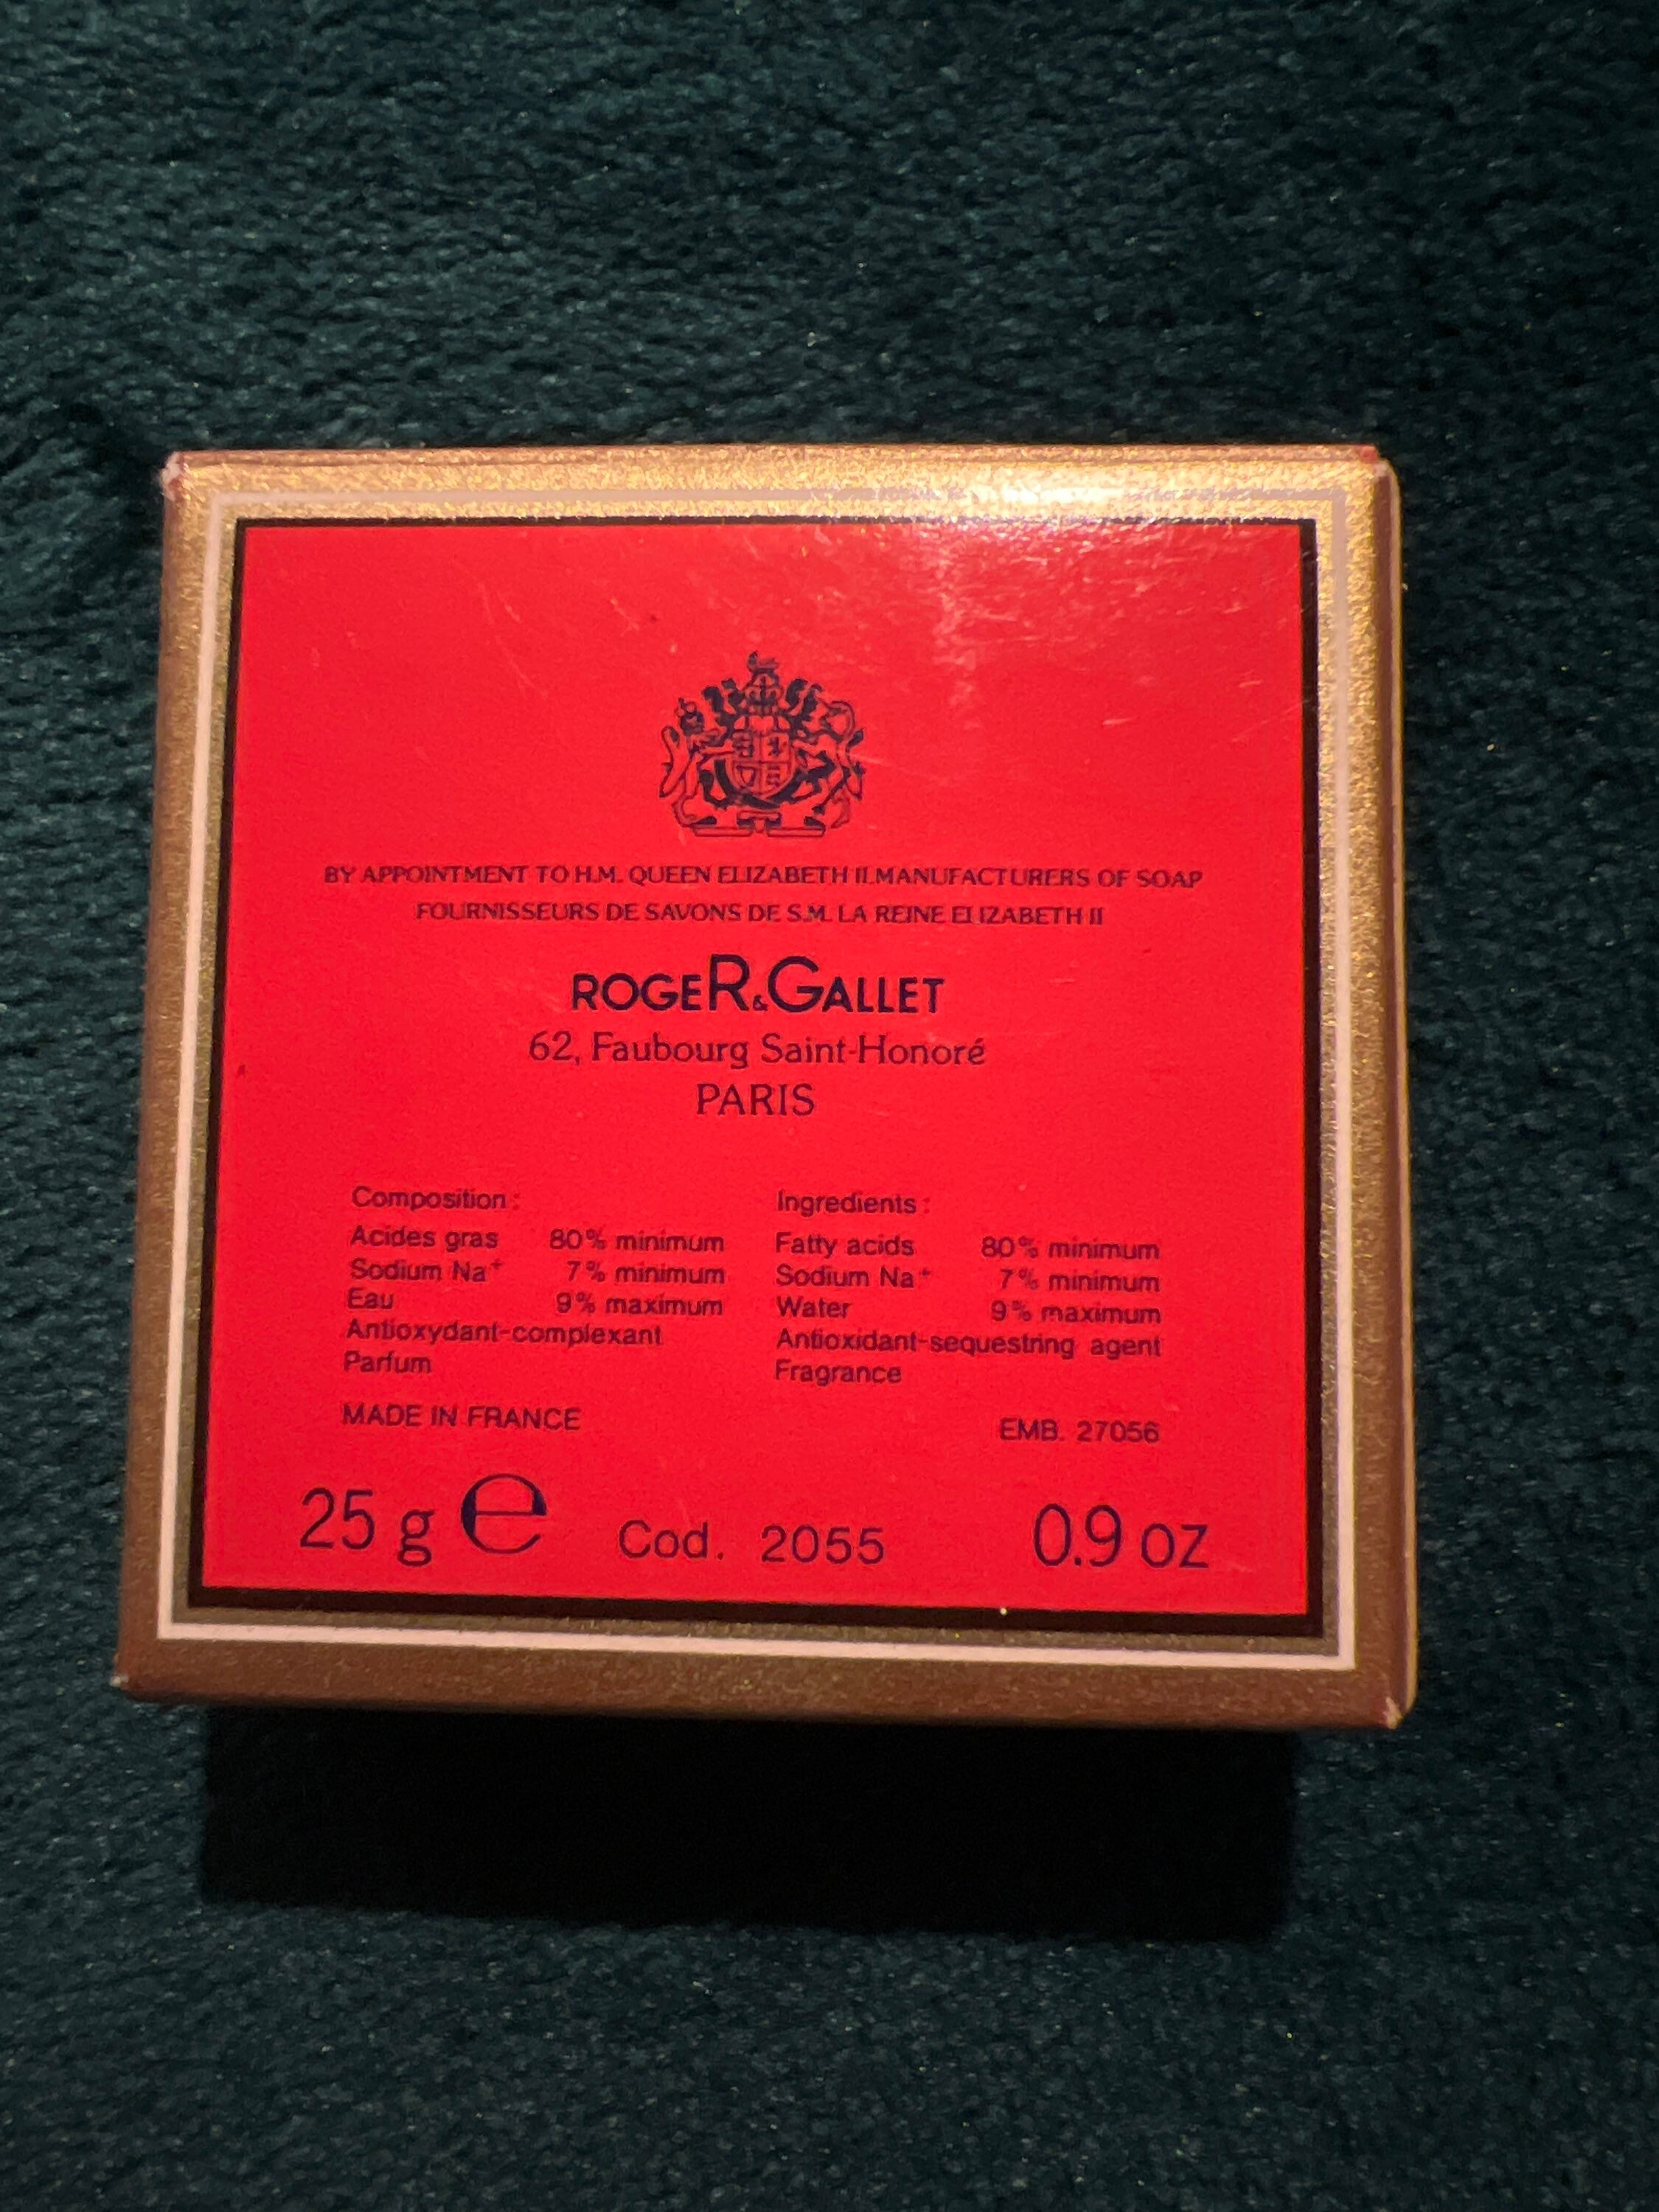 BY APPOINTMENT TO H.M. QUEEN ELIZABETH II.MANUFACTURERS OF SOAP
FOURNISSEURS DE SAVONS DE S.M. LA REINE ELIZABETH II
ROGER & GALLET
62, Faubourg Saint-Honoré
PARIS
Composition :
Acides gras 80% minimum
Sodium Na+ 7% minimum
Eau 9% maximum
Antioxydant-complexant
Parfum
MADE IN FRANCE
Ingredients :
Fatty acids 80% minimum
Sodium Na+ 7% minimum
Water 9% maximum
Antioxidant-sequestring agent
Fragrance
EMB. 27056
25 g e Cod. 2055 0.9 oz